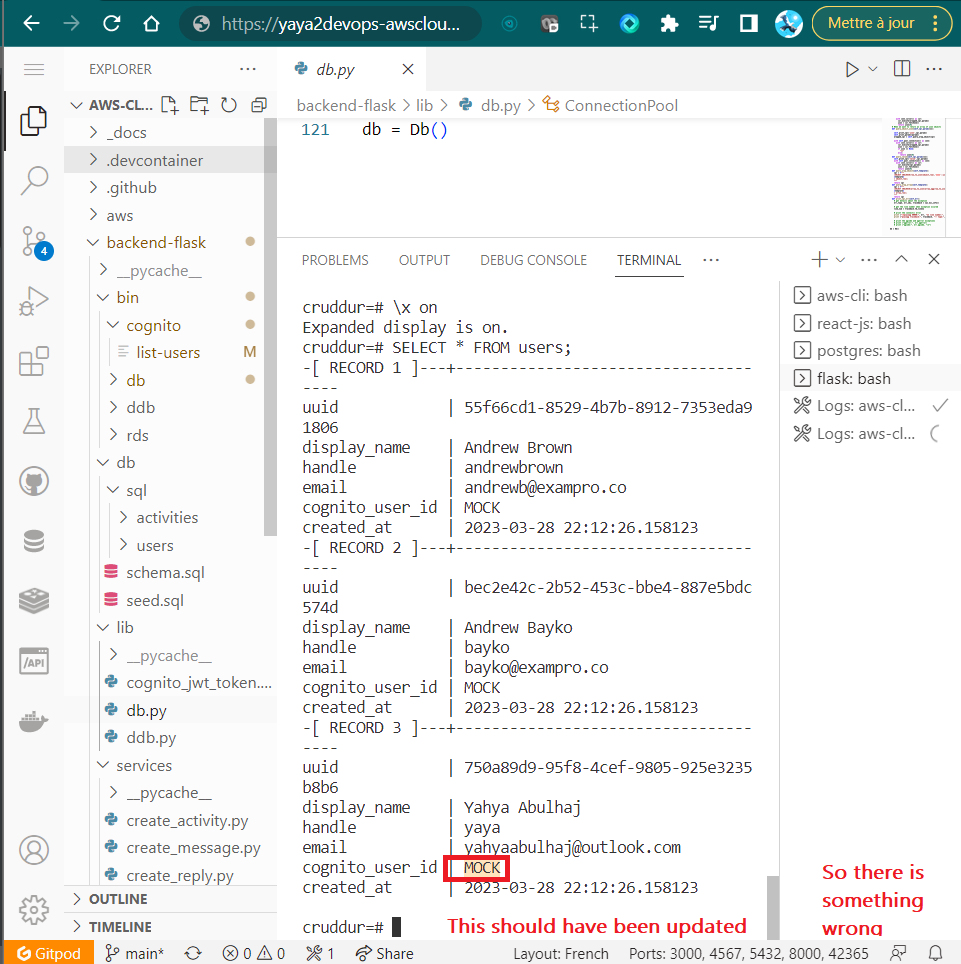 https://yaya2devops-awsclou...
Mettre à jour
EXPLORER
db.py
AWS-CL...
backend-flask > lib > db.py > ConnectionPool
_docs
121 db = Db()
.devcontainer
.github
aws
backend-flask
PROBLEMS OUTPUT DEBUG CONSOLE TERMINAL
__pycache__
bin
cognito
list-users M
db
ddb
rds
db
sql
activities
users
schema.sql
seed.sql
lib
__pycache__
cognito_jwt_token....
db.py
ddb.py
services
__pycache__
create_activity.py
create_message.py
create_reply.py
OUTLINE
TIMELINE
4
cruddur=# \x on
Expanded display is on.
cruddur=# SELECT * FROM users;
-[ RECORD 1 ]---+---------------------------------
----
uuid | 55f66cd1-8529-4b7b-8912-7353eda9
1806
display_name | Andrew Brown
handle | andrewbrown
email | andrewb@exampro.co
cognito_user_id | MOCK
created_at | 2023-03-28 22:12:26.158123
-[ RECORD 2 ]---+---------------------------------
----
uuid | bec2e42c-2b52-453c-bbe4-887e5bdc
574d
display_name | Andrew Bayko
handle | bayko
email | bayko@exampro.co
cognito_user_id | MOCK
created_at | 2023-03-28 22:12:26.158123
-[ RECORD 3 ]---+---------------------------------
----
uuid | 750a89d9-95f8-4cef-9805-925e3235
b8b6
display_name | Yahya Abulhaj
handle | yaya
email | yahyaabulhaj@outlook.com
cognito_user_id | MOCK
created_at | 2023-03-28 22:12:26.158123
cruddur=#
This should have been updated
aws-cli: bash
react-js: bash
postgres: bash
flask: bash
Logs: aws-cl...
Logs: aws-cl...
So there is
something
wrong
/API
Gitpod main* 0 0 1 Share Layout: French Ports: 3000, 4567, 5432, 8000, 42365